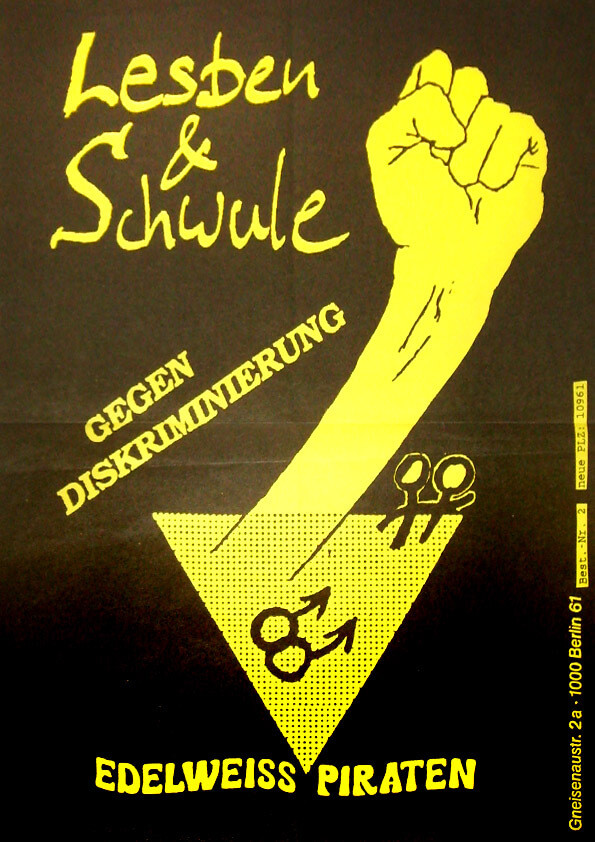 Lesben
&
Schwule
GEGEN
DISKRIMINIERUNG
EDELWEISS PIRATEN
Gneisenaustr. 2a · 1000 Berlin 61
Best.-Nr. 2
neue PLZ: 10961